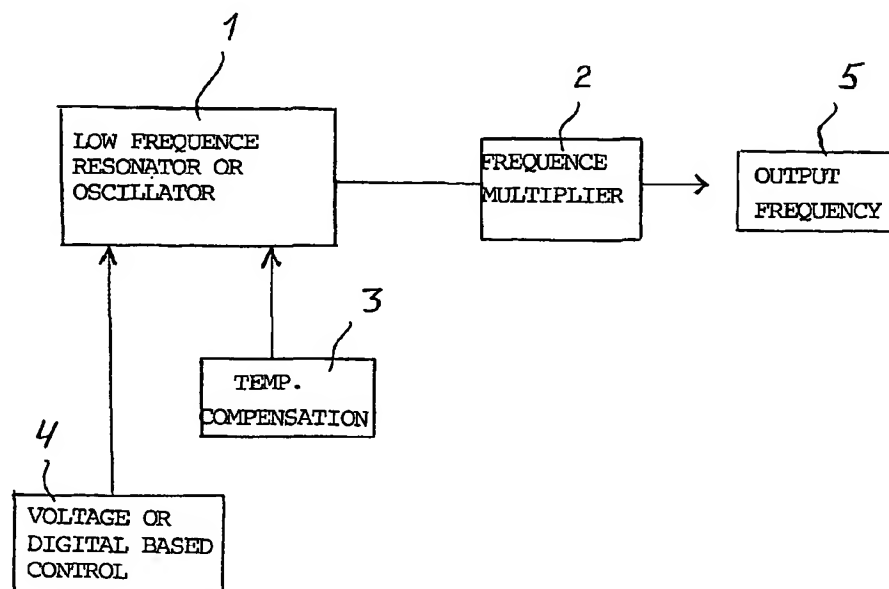 1
LOW FREQUENCE
RESONATOR OR
OSCILLATOR
2
FREQUENCE
MULTIPLIER
5
OUTPUT
FREQUENCY
3
TEMP.
COMPENSATION
4
VOLTAGE OR
DIGITAL BASED
CONTROL